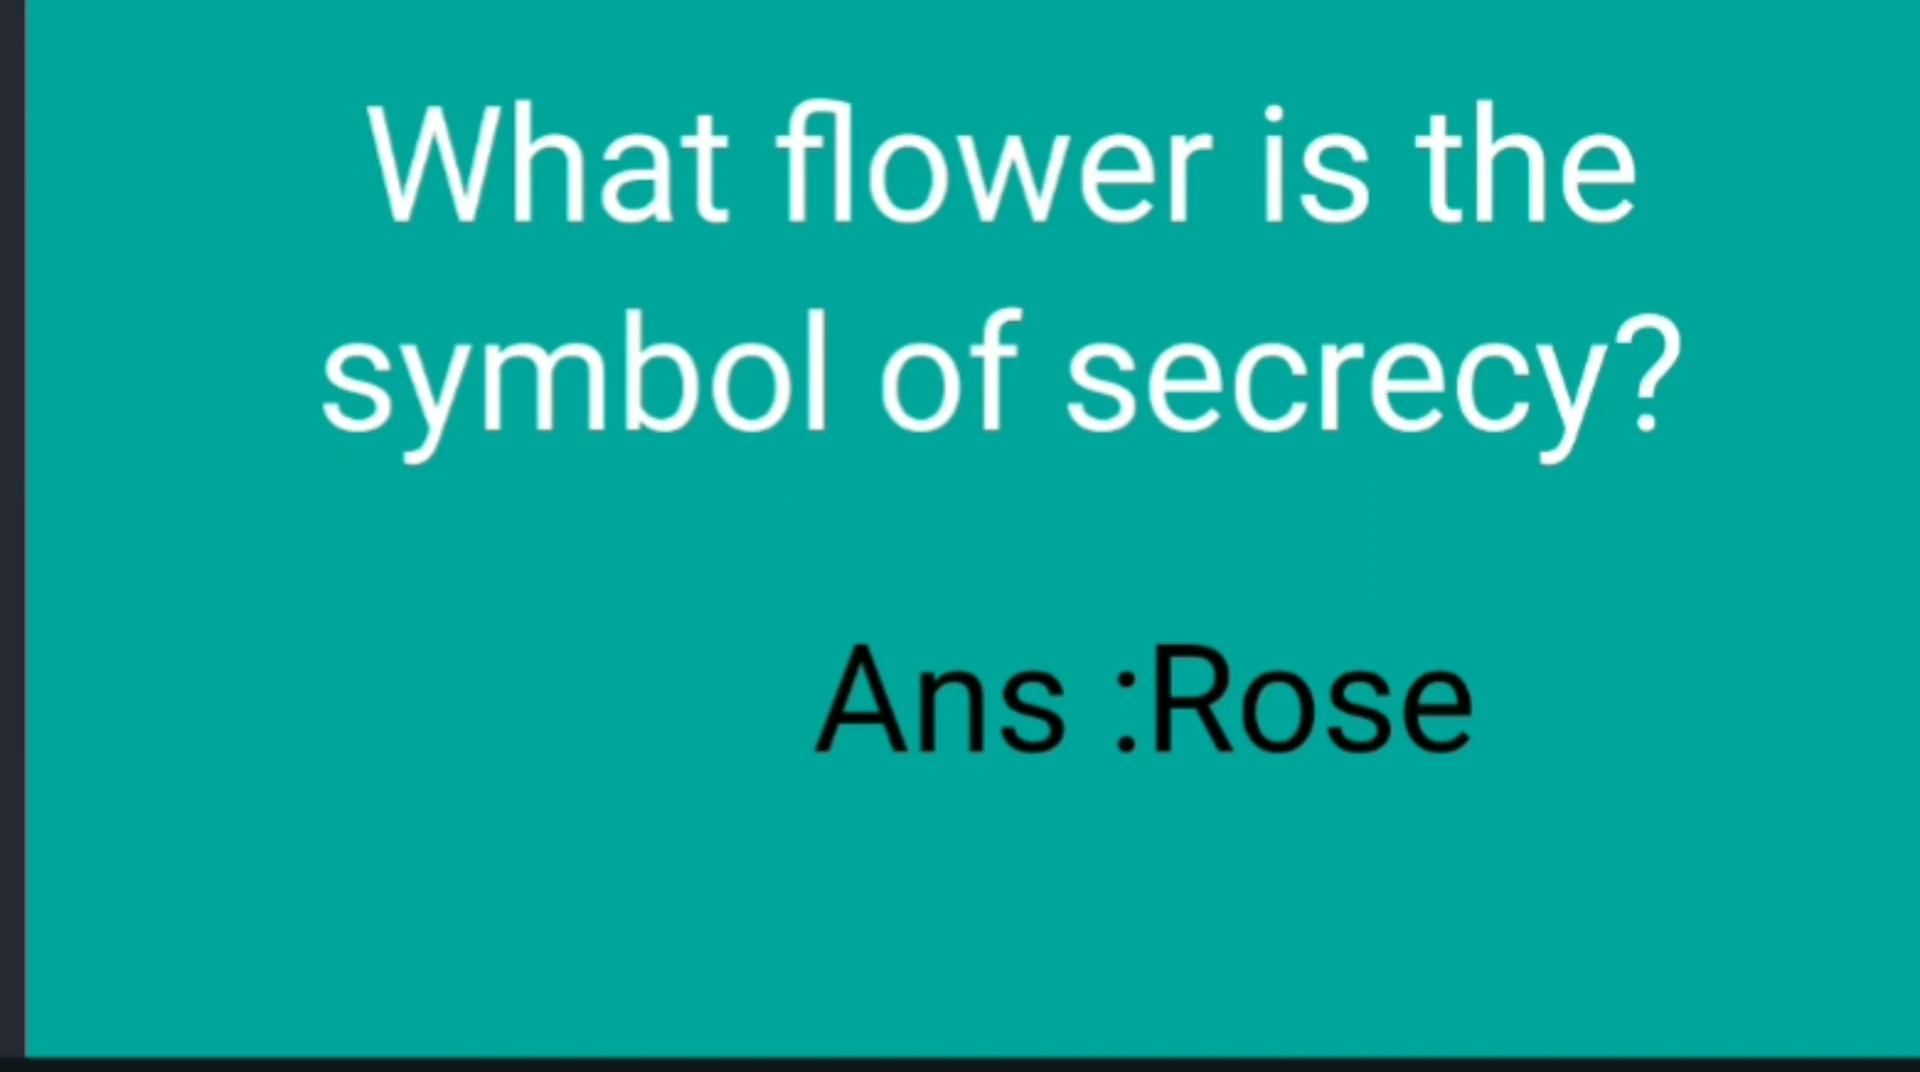 What flower is the
symbol of secrecy?
Ans :Rose